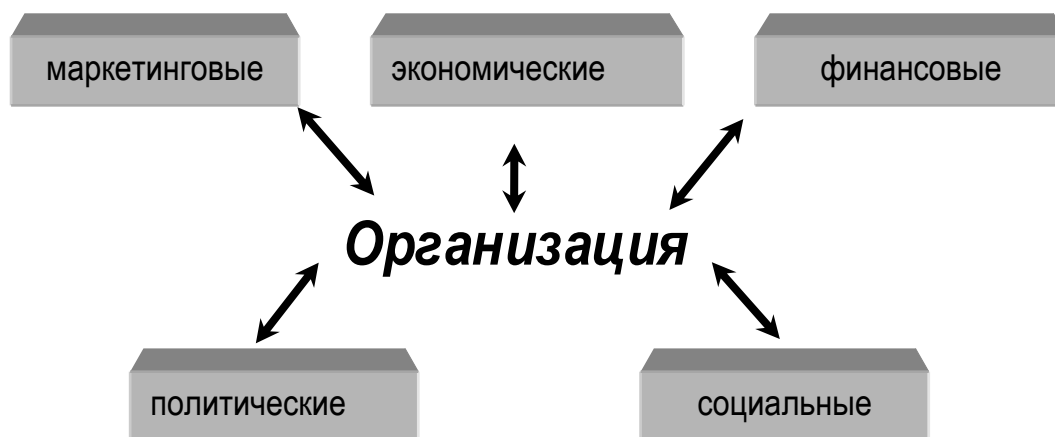 маркетинговые
экономические
финансовые
Организация
политические
социальные